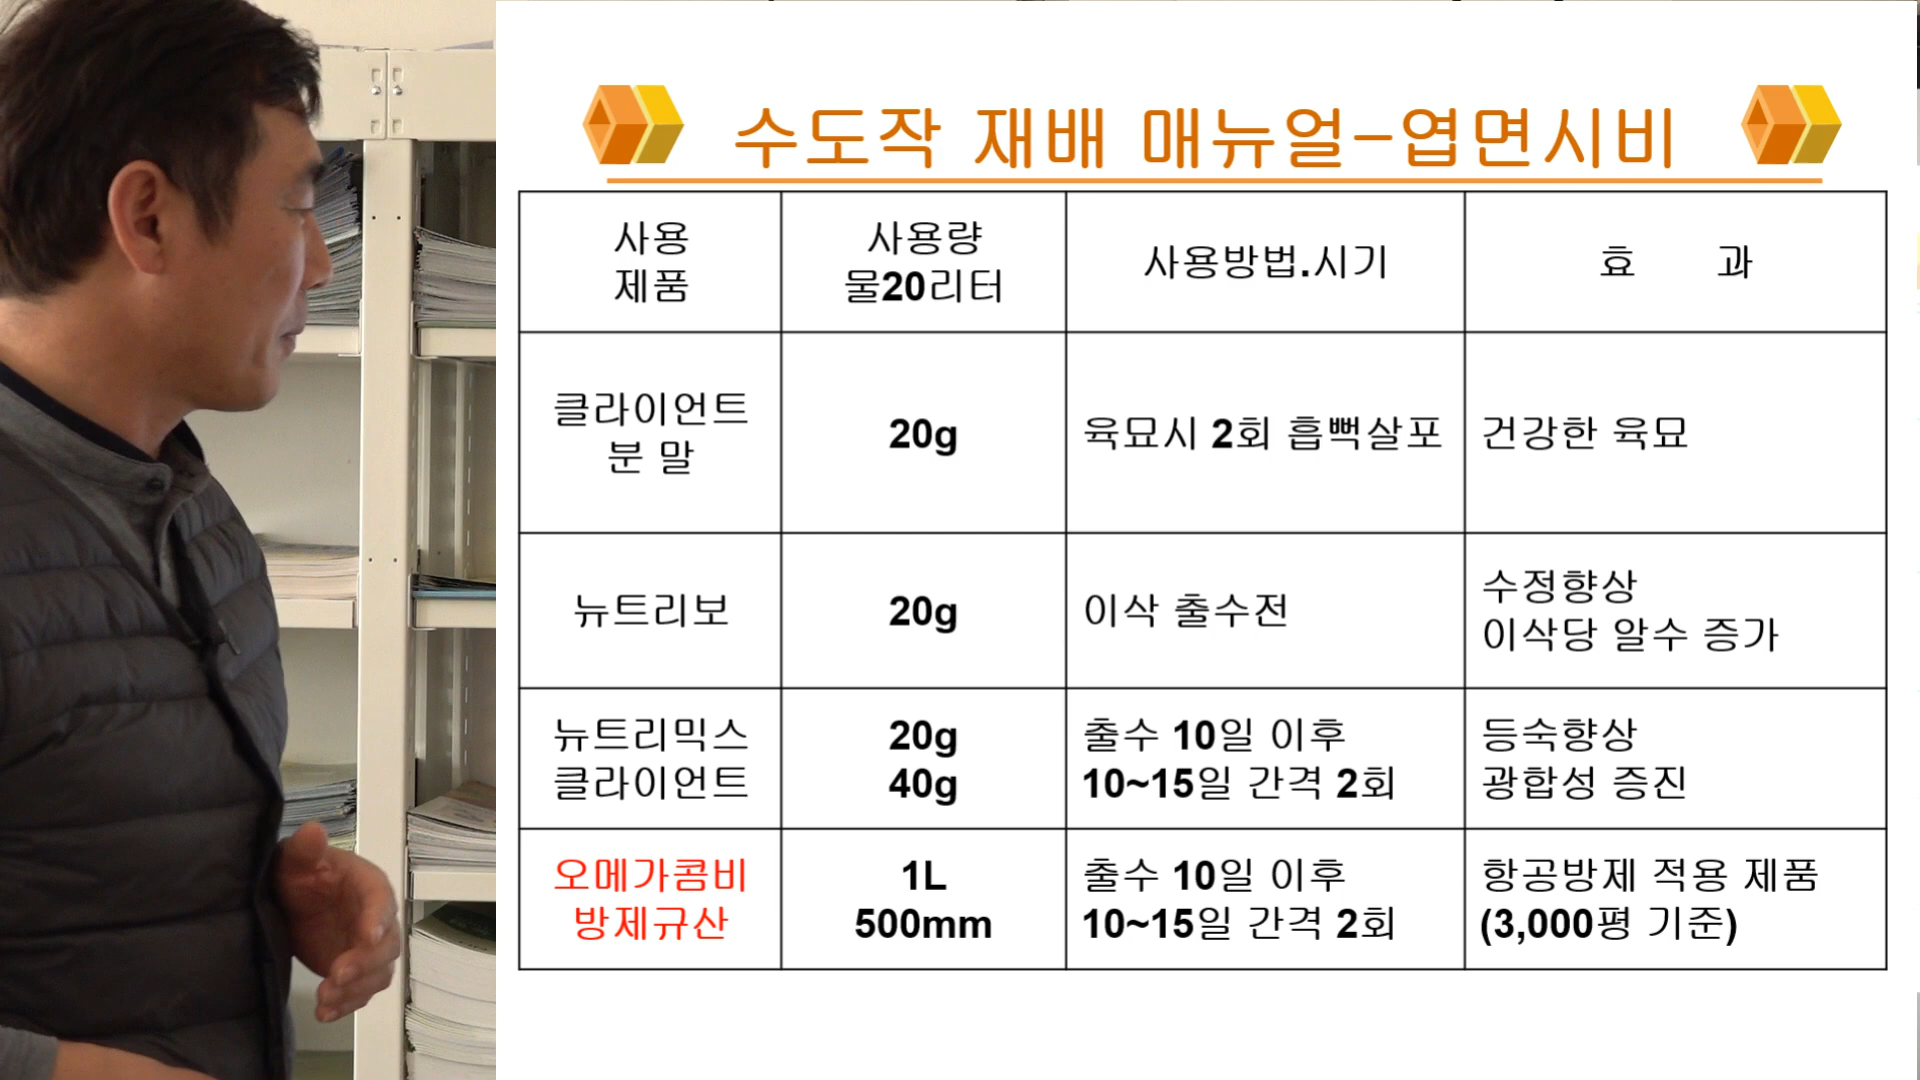 수도작 재배 매뉴얼-엽면시비
사용
제품
사용량
물20리터
사용방법.시기
효 과
클라이언트
분 말
20g
육묘시 2회 흡뻑살포
건강한 육묘
뉴트리보
20g
이삭 출수전
수정향상
이삭당 알수 증가
뉴트리믹스
클라이언트
20g
40g
출수 10일 이후
10~15일 간격 2회
등숙향상
광합성 증진
오메가콤비
방제규산
1L
500mm
출수 10일 이후
10~15일 간격 2회
항공방제 적용 제품
(3,000평 기준)